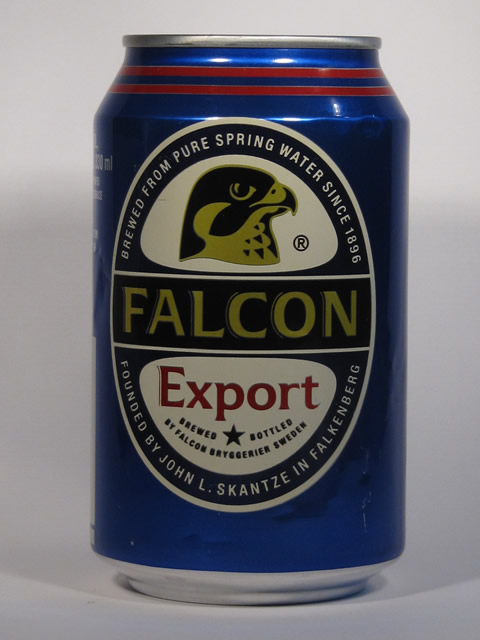 BREWED FROM PURE SPRING WATER SINCE 1896
®
FALCON
Export
BREWED ★ BOTTLED
BY FALCON BRYGGERIER SWEDEN
FOUNDED BY JOHN L. SKANTZE IN FALKENBERG
ml